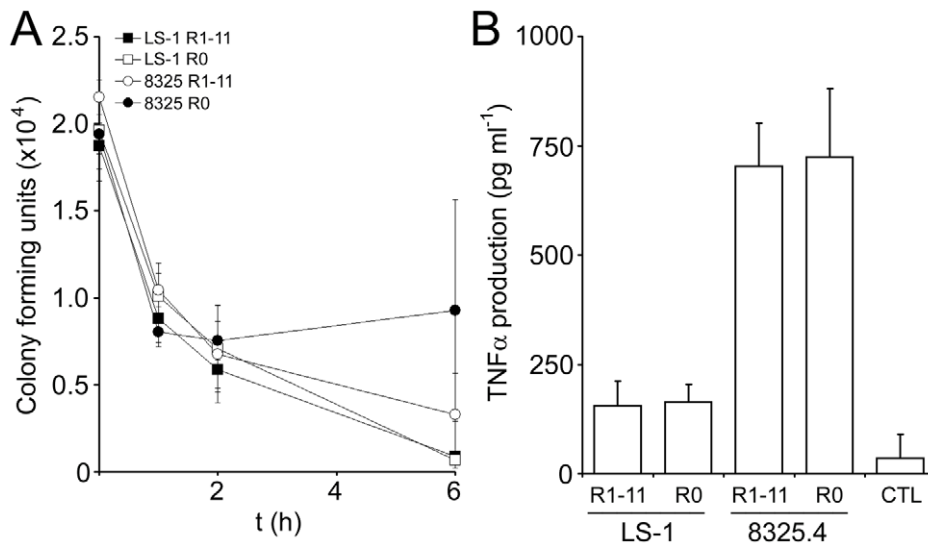 A
Colony forming units (x10⁴)
2.5
2.0
1.5
1.0
0.5
0
LS-1 R1-11
LS-1 R0
8325 R1-11
8325 R0
0
2
4
6
t (h)
B
TNFα production (pg ml⁻¹)
1000
750
500
250
0
R1-11 R0 R1-11 R0 CTL
LS-1 8325.4